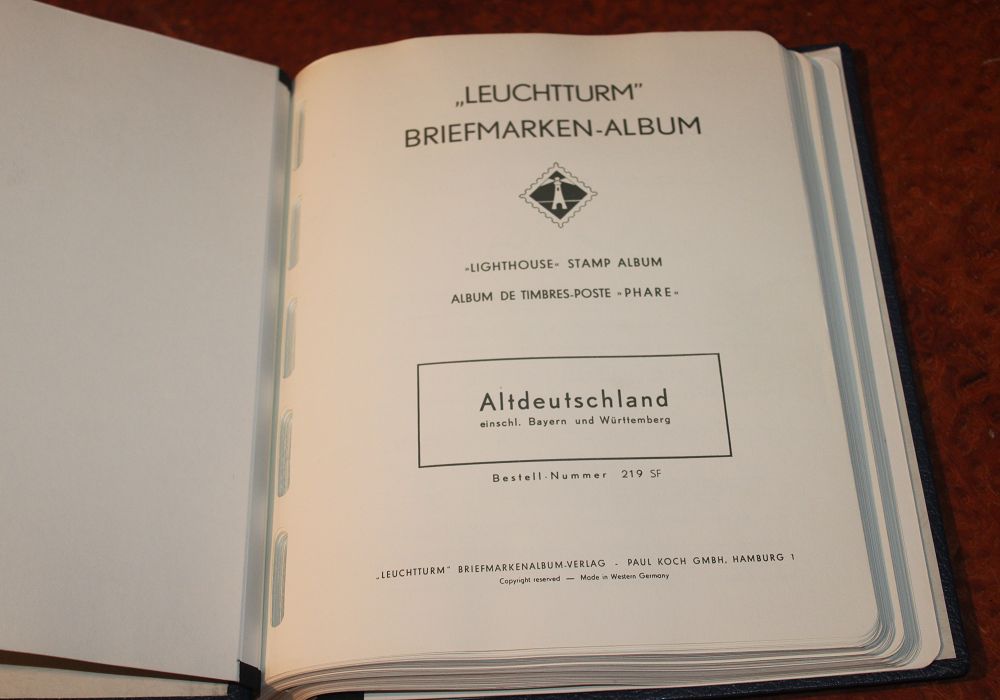 „LEUCHTTURM”
BRIEFMARKEN-ALBUM
»LIGHTHOUSE« STAMP ALBUM
ALBUM DE TIMBRES-POSTE »PHARE«
Altdeutschland
einschl. Bayern und Württemberg
Bestell-Nummer 219 SF
„LEUCHTTURM” BRIEFMARKENALBUM-VERLAG - PAUL KOCH GMBH, HAMBURG 1
Copyright reserved — Made in Western Germany